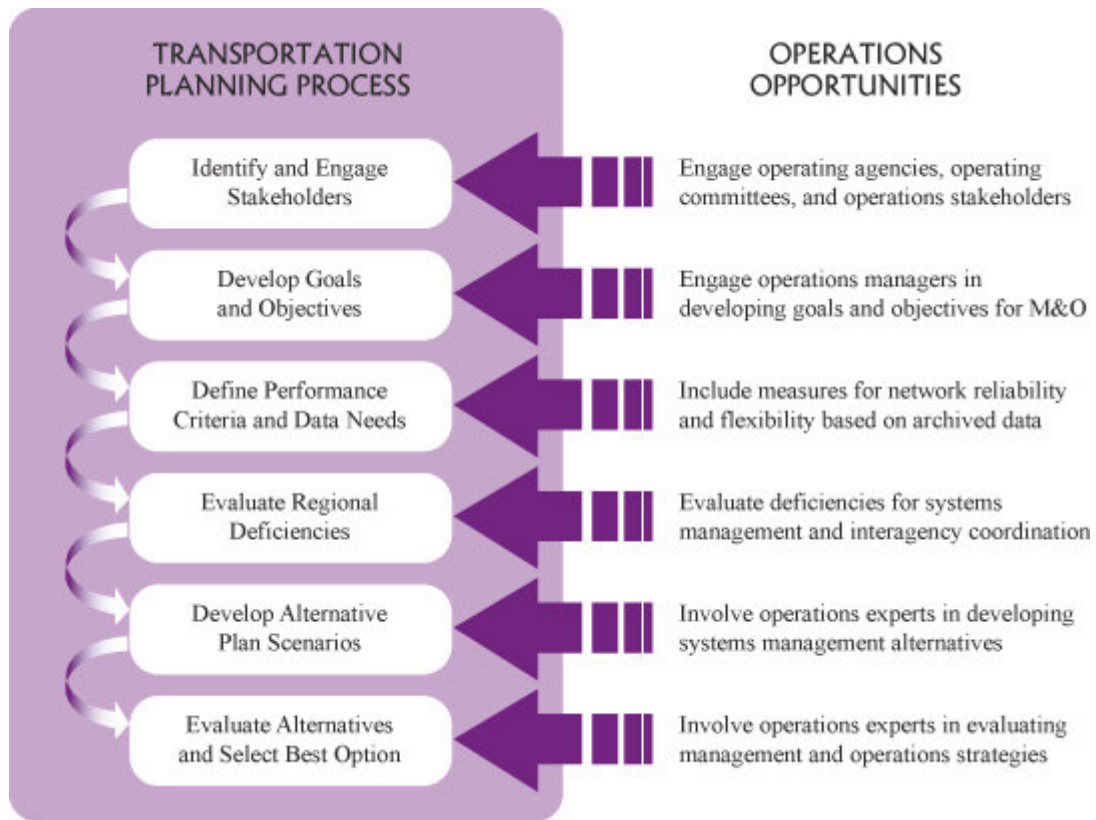 TRANSPORTATION
PLANNING PROCESS
OPERATIONS
OPPORTUNITIES
Identify and Engage
Stakeholders
Engage operating agencies, operating
committees, and operations stakeholders
Develop Goals
and Objectives
Engage operations managers in
developing goals and objectives for M&O
Define Performance
Criteria and Data Needs
Include measures for network reliability
and flexibility based on archived data
Evaluate Regional
Deficiencies
Evaluate deficiencies for systems
management and interagency coordination
Develop Alternative
Plan Scenarios
Involve operations experts in developing
systems management alternatives
Evaluate Alternatives
and Select Best Option
Involve operations experts in evaluating
management and operations strategies